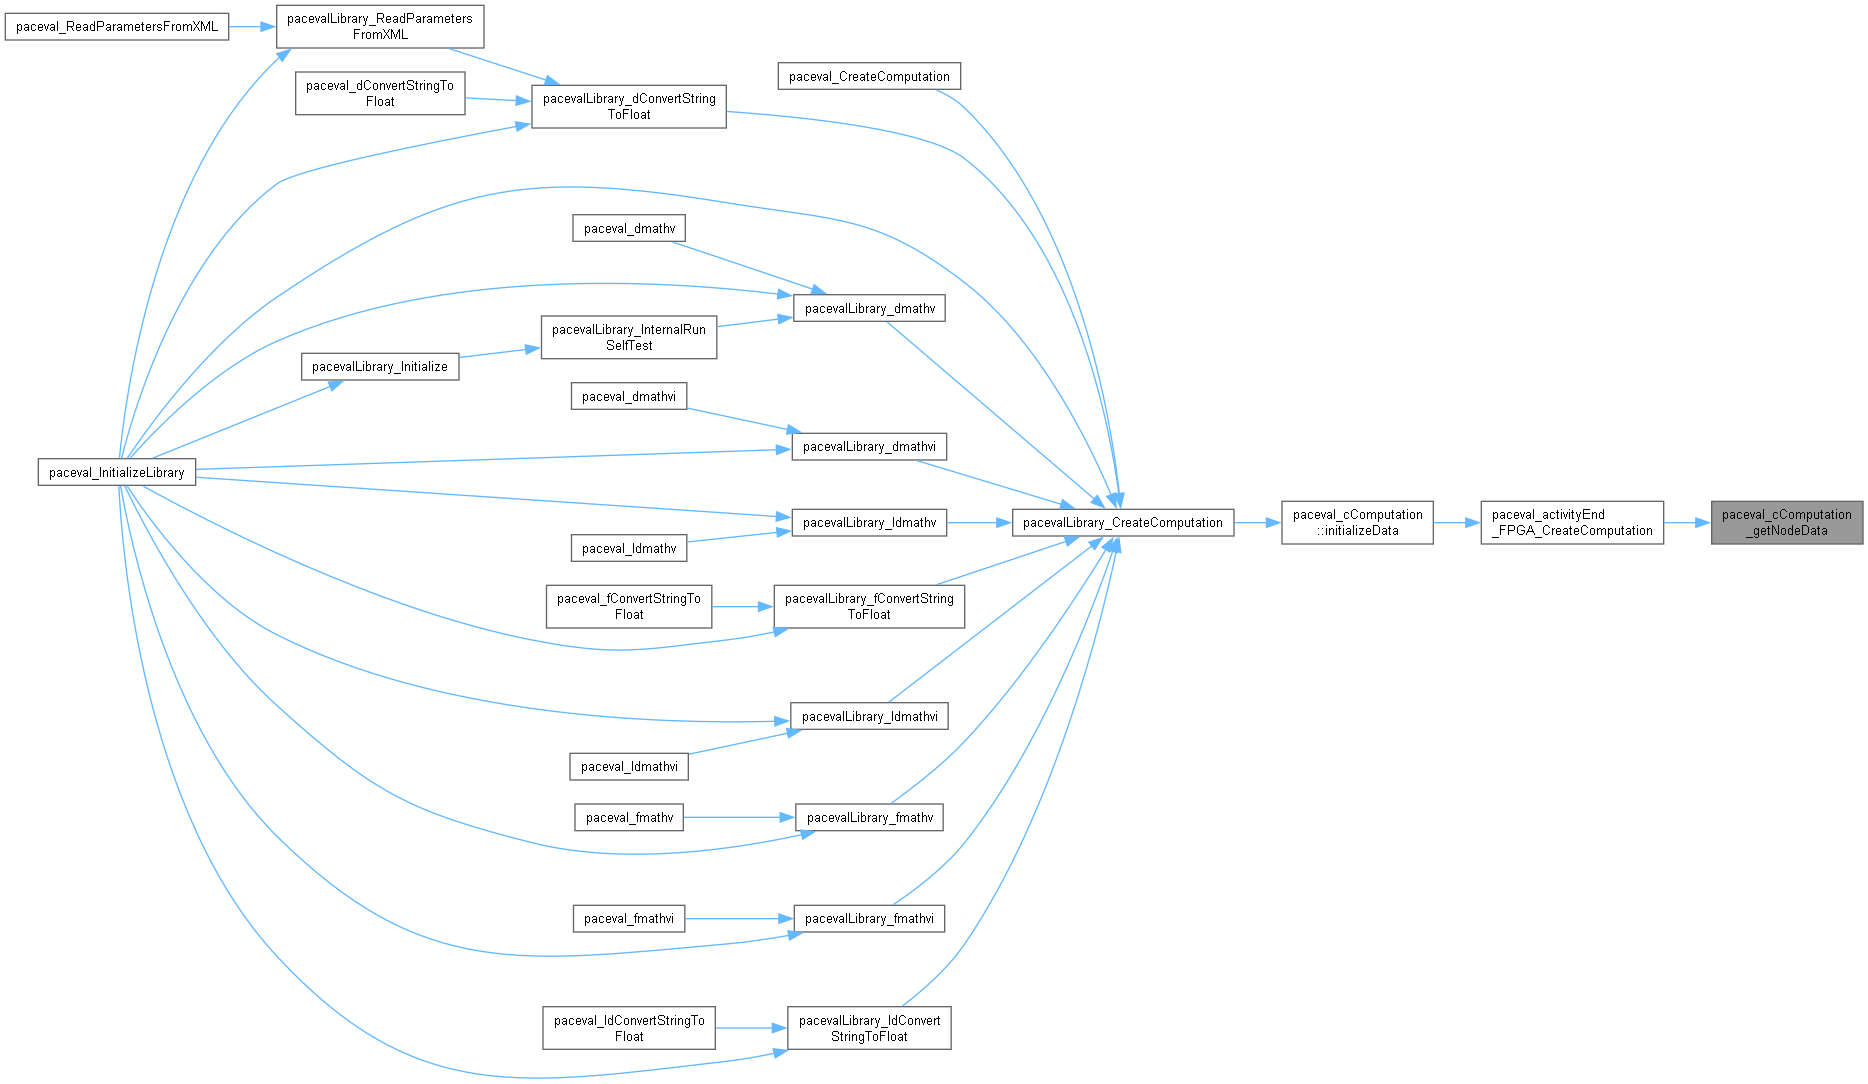 paceval_ReadParametersFromXML
pacevalLibrary_ReadParameters
FromXML
paceval_dConvertStringTo
Float
pacevalLibrary_dConvertString
ToFloat
paceval_CreateComputation
paceval_dmathv
pacevalLibrary_dmathv
pacevalLibrary_InternalRun
SelfTest
pacevalLibrary_Initialize
paceval_dmathvi
pacevalLibrary_dmathvi
paceval_InitializeLibrary
pacevalLibrary_ldmathv
paceval_ldmathv
pacevalLibrary_CreateComputation
paceval_cComputation
::initializeData
paceval_activityEnd
_FPGA_CreateComputation
paceval_cComputation
_getNodeData
paceval_fConvertStringTo
Float
pacevalLibrary_fConvertString
ToFloat
pacevalLibrary_ldmathvi
paceval_ldmathvi
paceval_fmathv
pacevalLibrary_fmathv
paceval_fmathvi
pacevalLibrary_fmathvi
paceval_ldConvertStringTo
Float
pacevalLibrary_ldConvert
StringToFloat